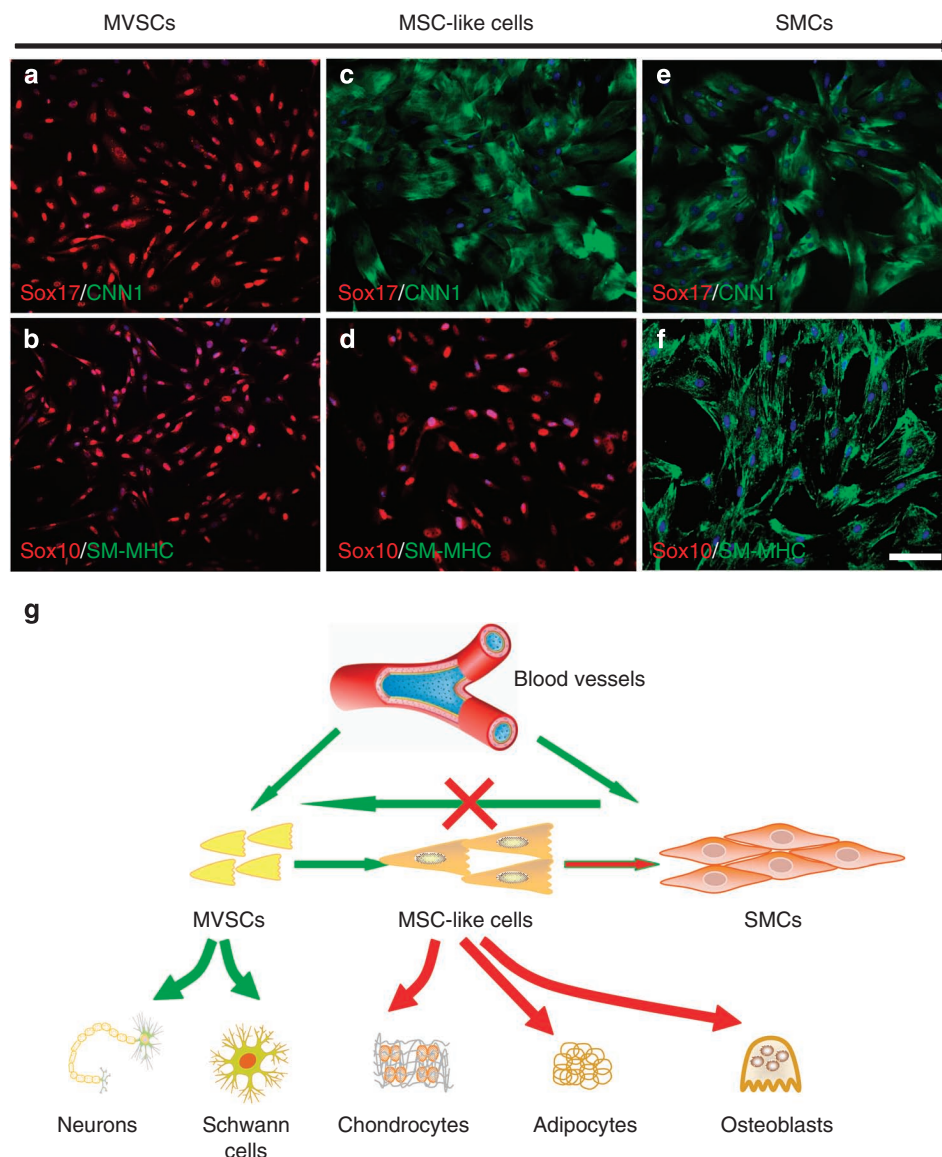 MVSCs
MSC-like cells
SMCs
a
c
e
Sox17/CNN1
Sox17/CNN1
Sox17/CNN1
b
d
f
Sox10/SM-MHC
Sox10/SM-MHC
Sox10/SM-MHC
g
Blood vessels
MVSCs
MSC-like cells
SMCs
Neurons
Schwann
cells
Chondrocytes
Adipocytes
Osteoblasts